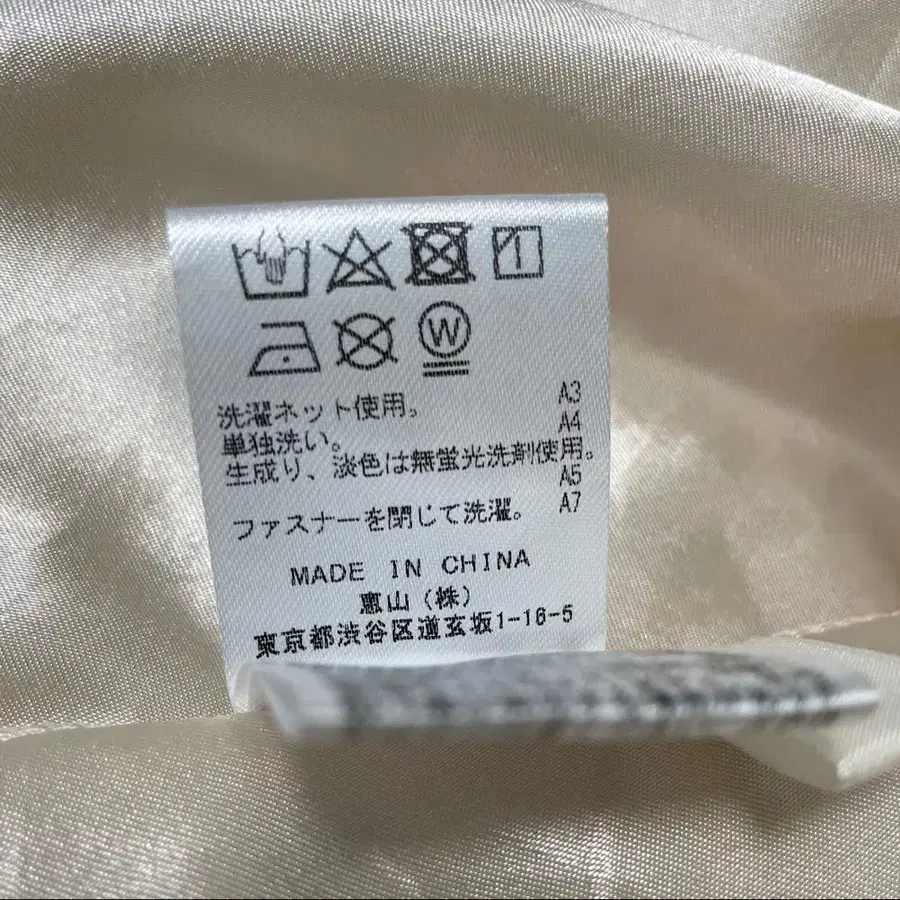 W
洗濯ネット使用。 A3
単独洗い。 A4
生成り、淡色は無蛍光洗剤使用。
A5
ファスナーを閉じて洗濯。 A7
MADE IN CHINA
惠山(株)
東京都渋谷区道玄坂1-16-5